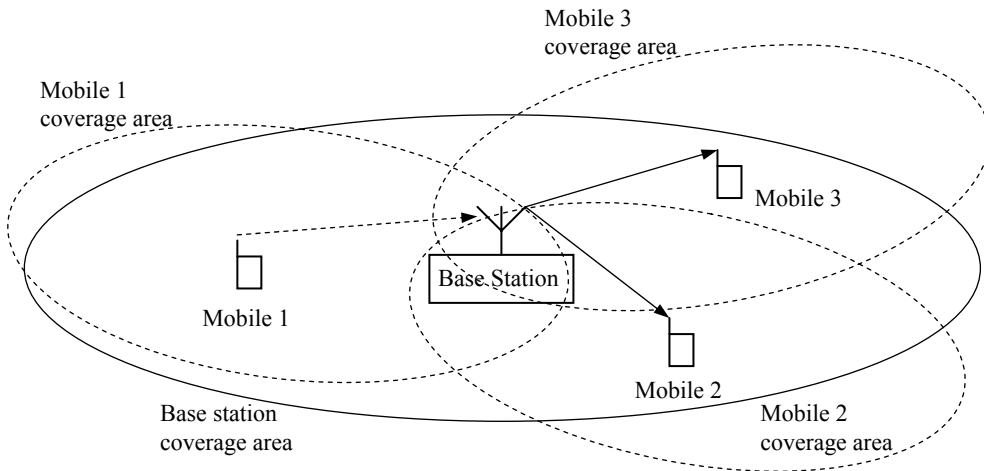 Mobile 3
coverage area
Mobile 1
coverage area
Mobile 3
Base Station
Mobile 1
Mobile 2
Base station
coverage area
Mobile 2
coverage area